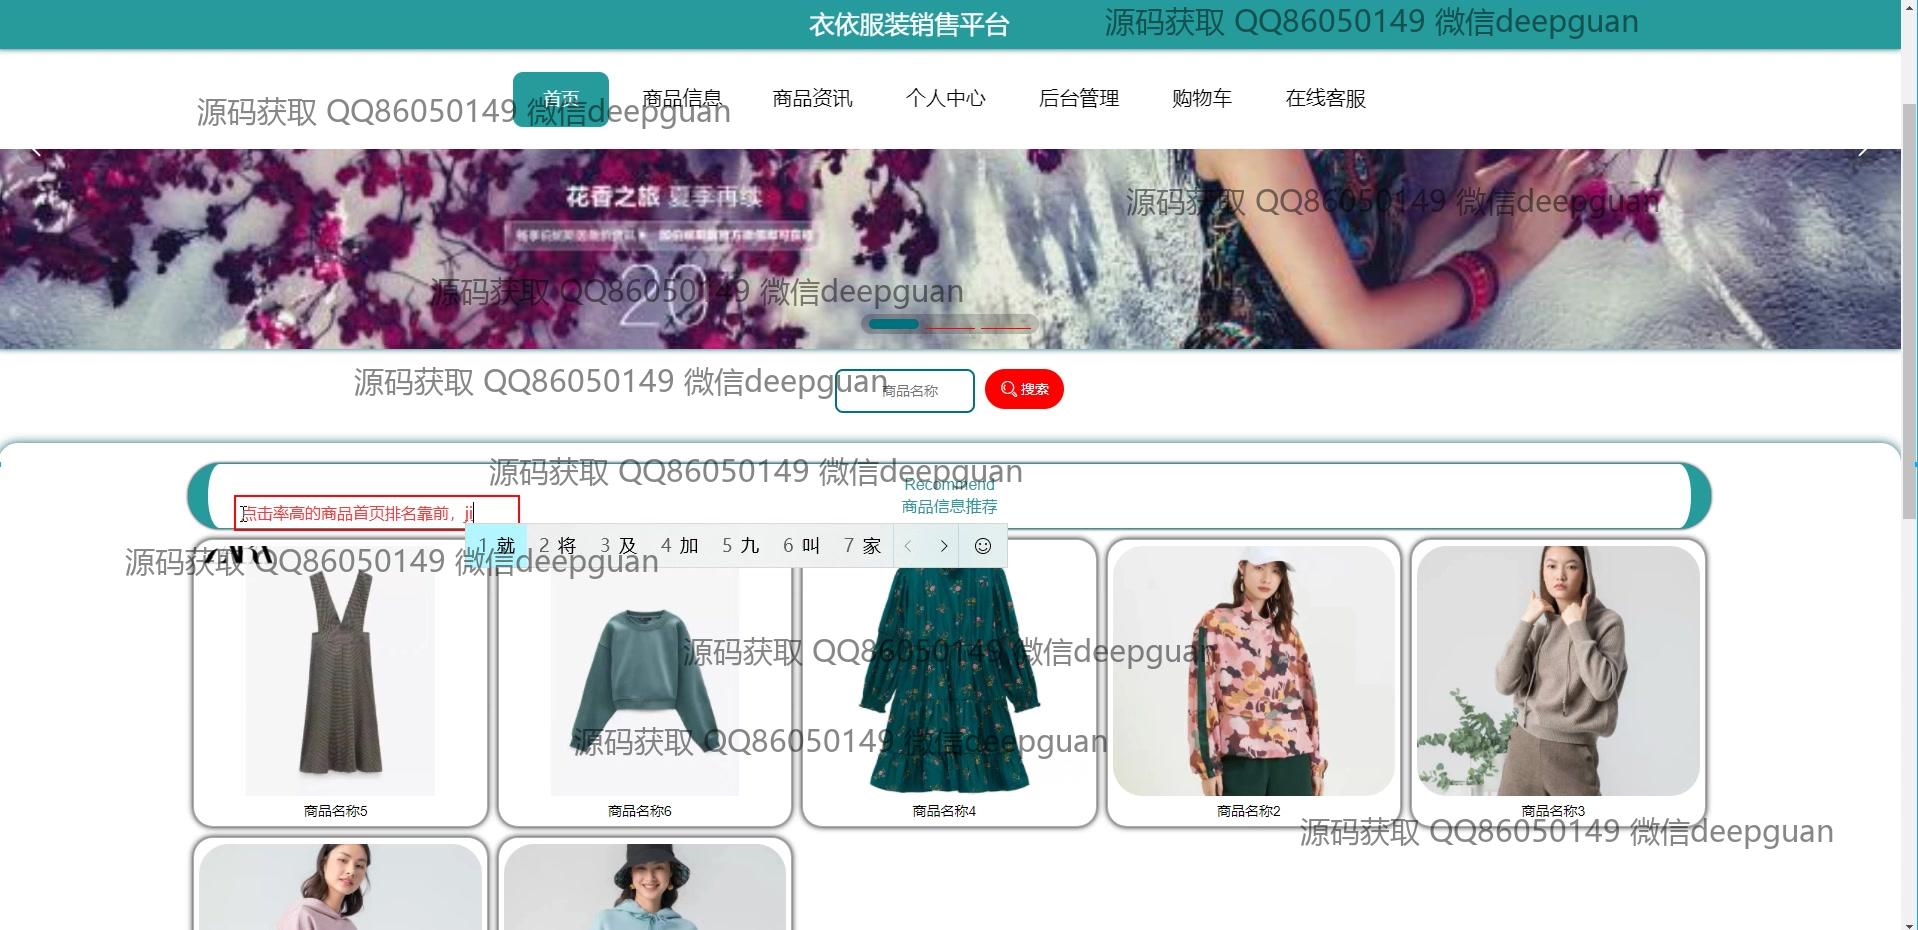 衣依服装销售平台
源码获取 QQ86050149 微信deepguan
首页 商品信息 商品资讯 个人中心 后台管理 购物车 在线客服
源码获取 QQ86050149 微信deepguan
花香之旅 夏季再续
源码获取 QQ86050149 微信deepguan
20
源码获取 QQ86050149 微信deepguan
源码获取 QQ86050149 微信deepguan
商品名称
搜索
源码获取 QQ86050149 微信deepguan
Recommend
商品信息推荐
点击率高的商品首页排名靠前，ji
1 就 2 将 3 及 4 加 5 九 6 叫 7 家
ZARA
源码获取 QQ86050149 微信deepguan
源码获取 QQ86050149 微信deepguan
源码获取 QQ86050149 微信deepguan
商品名称5 商品名称6 商品名称4 商品名称2 商品名称3
源码获取 QQ86050149 微信deepguan